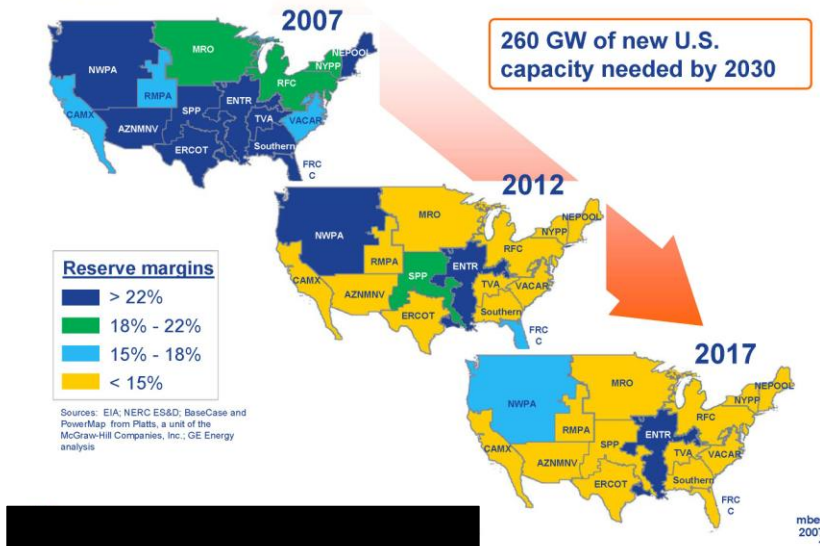 2007
260 GW of new U.S.
capacity needed by 2030
NWPA
MRO
NEPOOL
NYPP
RFC
RMPA
CAMX
ENTR
SPP
VACAR
AZNMNV
TVA
ERCOT
Southern
FRC
C
2012
MRO
NEPOOL
NYPP
NWPA
RFC
ENTR
RMPA
SPP
CAMX
TVA
VACAR
AZNMNV
ERCOT
Southern
FRC
C
Reserve margins
> 22%
18% - 22%
15% - 18%
< 15%
Sources: EIA; NERC ES&D; BaseCase and
PowerMap from Platts, a unit of the
McGraw-Hill Companies, Inc.; GE Energy
analysis
2017
MRO
NEPOOL
NWPA
NYPP
RFC
RMPA
ENTR
SPP
CAMX
TVA
VACAR
AZNMNV
ERCOT
Southern
FRC
C
mbe
2007